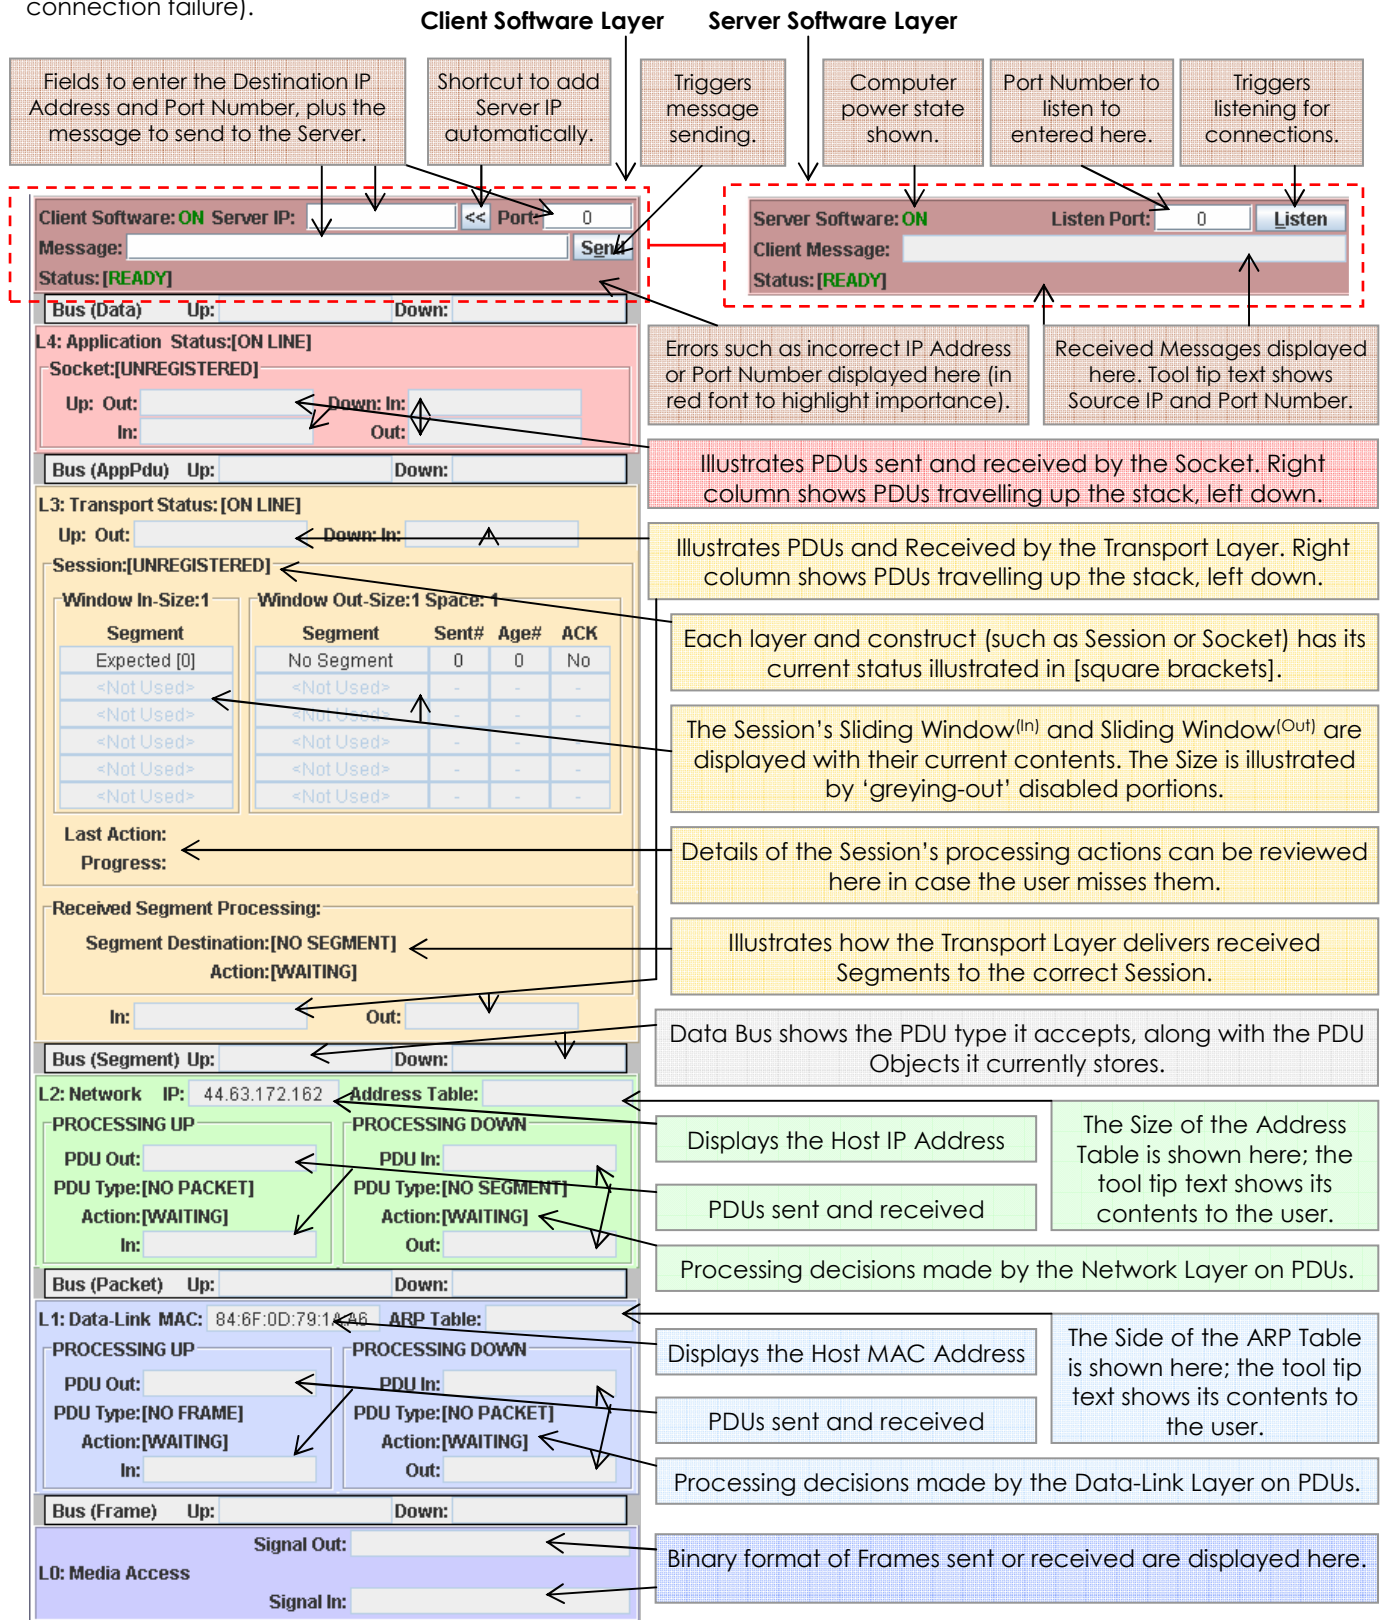 connection failure).
Client Software Layer
Server Software Layer
Fields to enter the Destination IP
Address and Port Number, plus the
message to send to the Server.
Shortcut to add
Server IP
automatically.
Triggers
message
sending.
Computer
power state
shown.
Port Number to
listen to
entered here.
Triggers
listening for
connections.
Client Software: ON Server IP: << Port: 0
Message: Send
Status:[READY]
Server Software: ON Listen Port: 0 Listen
Client Message:
Status:[READY]
Bus (Data) Up: Down:
L4: Application Status:[ON LINE]
Socket:[UNREGISTERED]
Up: Out: Down: In:
In: Out:
Errors such as incorrect IP Address
or Port Number displayed here (in
red font to highlight importance).
Received Messages displayed
here. Tool tip text shows
Source IP and Port Number.
Illustrates PDUs sent and received by the Socket. Right
column shows PDUs travelling up the stack, left down.
Bus (AppPdu) Up: Down:
L3: Transport Status: [ON LINE]
Up: Out: Down: In:
Session:[UNREGISTERED]
Window In-Size:1
Window Out-Size:1 Space: 1
Segment
Segment Sent# Age# ACK
Expected [0]
No Segment 0 0 No
<Not Used>
<Not Used> - - -
<Not Used>
<Not Used> - - -
<Not Used>
<Not Used> - - -
<Not Used>
<Not Used> - - -
<Not Used>
<Not Used> - - -
Last Action:
Progress:
Received Segment Processing:
Segment Destination:[NO SEGMENT]
Action:[WAITING]
In: Out:
Illustrates PDUs and Received by the Transport Layer. Right
column shows PDUs travelling up the stack, left down.
Each layer and construct (such as Session or Socket) has its
current status illustrated in [square brackets].
The Session's Sliding Window(In) and Sliding Window(Out) are
displayed with their current contents. The Size is illustrated
by 'greying-out' disabled portions.
Details of the Session's processing actions can be reviewed
here in case the user misses them.
Illustrates how the Transport Layer delivers received
Segments to the correct Session.
Data Bus shows the PDU type it accepts, along with the PDU
Objects it currently stores.
Bus (Segment) Up: Down:
L2: Network IP: 44.63.172.162 Address Table:
PROCESSING UP
PROCESSING DOWN
PDU Out: PDU In:
PDU Type:[NO PACKET] PDU Type:[NO SEGMENT]
Action:[WAITING] Action:[WAITING]
In: Out:
Displays the Host IP Address
PDUs sent and received
The Size of the Address
Table is shown here; the
tool tip text shows its
contents to the user.
Processing decisions made by the Network Layer on PDUs.
Bus (Packet) Up: Down:
L1: Data-Link MAC: 84:6F:0D:79:1A:A6 ARP Table:
PROCESSING UP
PROCESSING DOWN
PDU Out: PDU In:
PDU Type:[NO FRAME] PDU Type:[NO PACKET]
Action:[WAITING] Action:[WAITING]
In: Out:
Displays the Host MAC Address
PDUs sent and received
The Side of the ARP Table
is shown here; the tool tip
text shows its contents to
the user.
Processing decisions made by the Data-Link Layer on PDUs.
Bus (Frame) Up: Down:
Signal Out:
L0: Media Access
Signal In:
Binary format of Frames sent or received are displayed here.